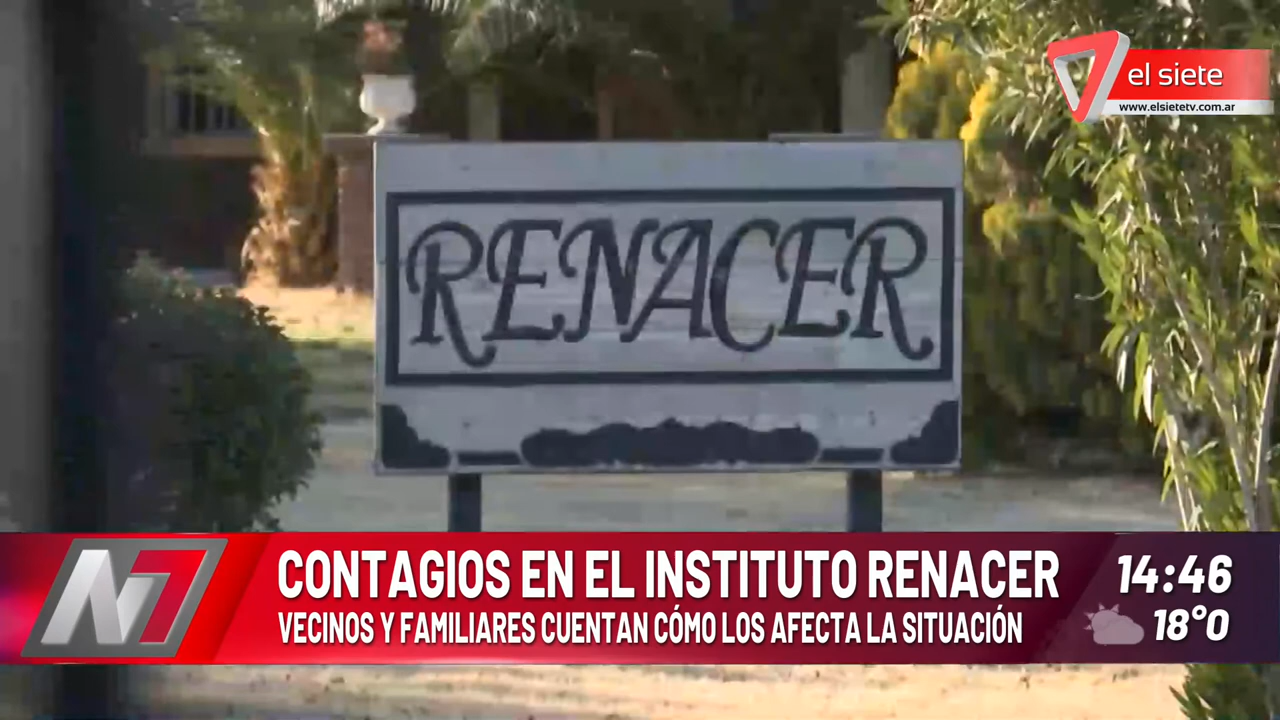 el siete
www.elsietetv.com.ar
RENACER
N7
CONTAGIOS EN EL INSTITUTO RENACER
VECINOS Y FAMILIARES CUENTAN CÓMO LOS AFECTA LA SITUACIÓN
14:46
18°0